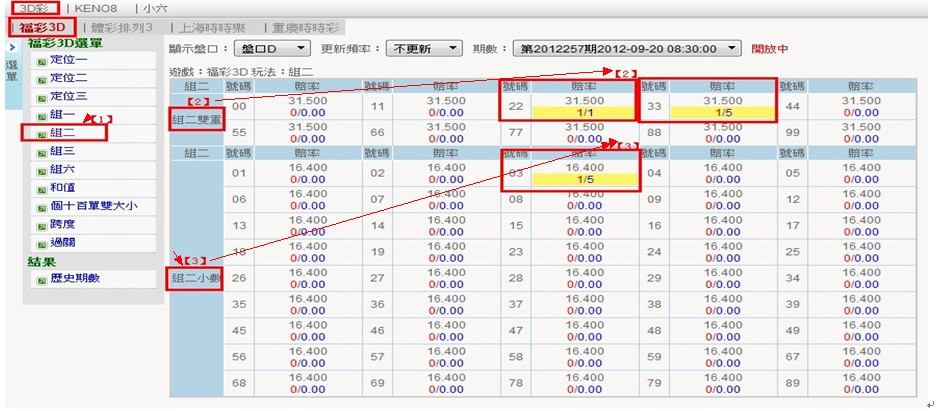 3D彩 | KENO8 | 小六
| 福彩3D | 體彩排列3 | 上海時時樂 | 重慶時時彩
選單
福彩3D選單
定位一
定位二
定位三
組一
【1】
組二
組三
組六
和值
個十百單雙大小
跨度
過關
結果
歷史期數
顯示盤口： 盤口D 更新頻率： 不更新 期數： 第2012257期2012-09-20 08:30:00 開放中
遊戲：福彩3D 玩法：組二
【2】
組二 號碼 賠率 號碼 賠率 號碼 賠率 號碼 賠率 號碼 賠率
【2】
組二雙重
00 31.500 11 31.500 22 31.500 33 31.500 44 31.500
0/0.00 0/0.00 1/1 1/5 0/0.00
55 31.500 66 31.500 77 31.500 88 31.500 99 31.500
0/0.00 0/0.00 0/0.00 0/0.00 0/0.00
【3】
組二 號碼 賠率 號碼 賠率 號碼 賠率 號碼 賠率 號碼 賠率
01 16.400 02 16.400 03 16.400 04 16.400 05 16.400
0/0.00 0/0.00 1/5 0/0.00 0/0.00
06 16.400 07 16.400 08 16.400 09 16.400 12 16.400
0/0.00 0/0.00 0/0.00 0/0.00 0/0.00
13 16.400 14 16.400 15 16.400 16 16.400 17 16.400
0/0.00 0/0.00 0/0.00 0/0.00 0/0.00
18 16.400 19 16.400 23 16.400 24 16.400 25 16.400
0/0.00 0/0.00 0/0.00 0/0.00 0/0.00
【3】
組二小數
26 16.400 27 16.400 28 16.400 29 16.400 34 16.400
0/0.00 0/0.00 0/0.00 0/0.00 0/0.00
35 16.400 36 16.400 37 16.400 38 16.400 39 16.400
0/0.00 0/0.00 0/0.00 0/0.00 0/0.00
45 16.400 46 16.400 47 16.400 48 16.400 49 16.400
0/0.00 0/0.00 0/0.00 0/0.00 0/0.00
56 16.400 57 16.400 58 16.400 59 16.400 67 16.400
0/0.00 0/0.00 0/0.00 0/0.00 0/0.00
68 16.400 69 16.400 78 16.400 79 16.400 89 16.400
0/0.00 0/0.00 0/0.00 0/0.00 0/0.00